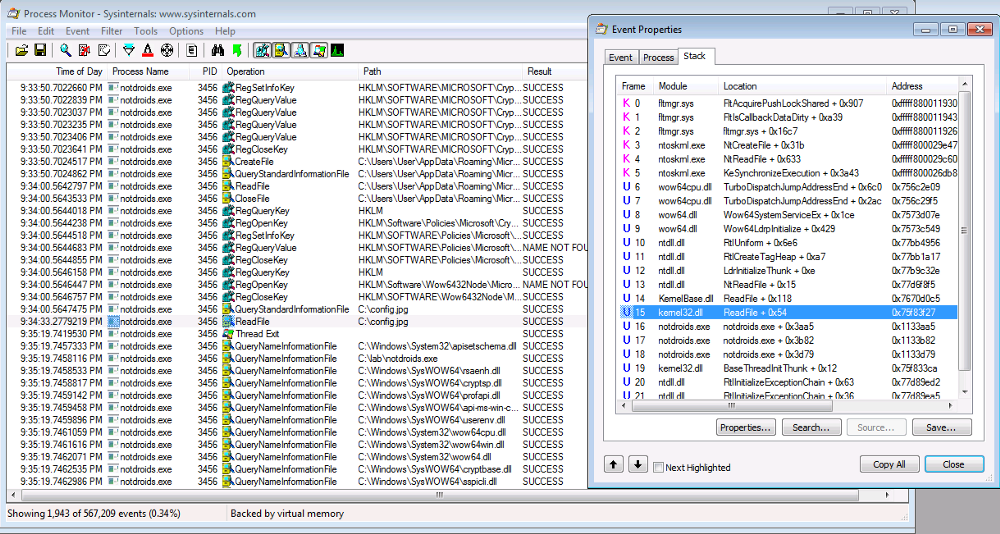 Process Monitor - Sysinternals: www.sysinternals.com
File Edit Event Filter Tools Options Help
Time of Day Process Name PID Operation Path Result
9:33:50.7022660 PM notdroids.exe 3456 RegSetInfoKey HKLM\SOFTWARE\MICROSOFT\Cryp... SUCCESS
9:33:50.7022839 PM notdroids.exe 3456 RegQueryValue HKLM\SOFTWARE\MICROSOFT\Cryp... SUCCESS
9:33:50.7023037 PM notdroids.exe 3456 RegQueryValue HKLM\SOFTWARE\MICROSOFT\Cryp... SUCCESS
9:33:50.7023235 PM notdroids.exe 3456 RegQueryValue HKLM\SOFTWARE\MICROSOFT\Cryp... SUCCESS
9:33:50.7023406 PM notdroids.exe 3456 RegQueryValue HKLM\SOFTWARE\MICROSOFT\Cryp... SUCCESS
9:33:50.7023641 PM notdroids.exe 3456 RegCloseKey HKLM\SOFTWARE\MICROSOFT\Cryp... SUCCESS
9:33:50.7024517 PM notdroids.exe 3456 CreateFile C:\Users\User\AppData\Roaming\Micr... SUCCESS
9:33:50.7024862 PM notdroids.exe 3456 QueryStandardInformationFile C:\Users\User\AppData\Roaming\Micr... SUCCESS
9:34:00.5642797 PM notdroids.exe 3456 ReadFile C:\Users\User\AppData\Roaming\Micr... SUCCESS
9:34:00.5643533 PM notdroids.exe 3456 CloseFile C:\Users\User\AppData\Roaming\Micr... SUCCESS
9:34:00.5644018 PM notdroids.exe 3456 RegQueryKey HKLM SUCCESS
9:34:00.5644238 PM notdroids.exe 3456 RegOpenKey HKLM\Software\Policies\Microsoft\Cry... SUCCESS
9:34:00.5644518 PM notdroids.exe 3456 RegSetInfoKey HKLM\SOFTWARE\Policies\Microsoft\... SUCCESS
9:34:00.5644683 PM notdroids.exe 3456 RegQueryValue HKLM\SOFTWARE\Policies\Microsoft\... NAME NOT FOU
9:34:00.5644855 PM notdroids.exe 3456 RegCloseKey HKLM\SOFTWARE\Policies\Microsoft\... SUCCESS
9:34:00.5646158 PM notdroids.exe 3456 RegQueryKey HKLM SUCCESS
9:34:00.5646447 PM notdroids.exe 3456 RegOpenKey HKLM\Software\Wow6432Node\Micro... SUCCESS
9:34:00.5646757 PM notdroids.exe 3456 RegCloseKey HKLM\SOFTWARE\Wow6432Node\M... SUCCESS
9:34:00.5647475 PM notdroids.exe 3456 QueryStandardInformationFile C:\config.jpg SUCCESS
9:34:33.2779219 PM notdroids.exe 3456 ReadFile C:\config.jpg SUCCESS
9:35:19.7419530 PM notdroids.exe 3456 Thread Exit SUCCESS
9:35:19.7457333 PM notdroids.exe 3456 QueryNameInformationFile C:\Windows\System32\apisetschema.dll SUCCESS
9:35:19.7458116 PM notdroids.exe 3456 QueryNameInformationFile C:\lab\notdroids.exe SUCCESS
9:35:19.7458533 PM notdroids.exe 3456 QueryNameInformationFile C:\Windows\SysWOW64\rsaenh.dll SUCCESS
9:35:19.7458817 PM notdroids.exe 3456 QueryNameInformationFile C:\Windows\SysWOW64\cryptsp.dll SUCCESS
9:35:19.7459142 PM notdroids.exe 3456 QueryNameInformationFile C:\Windows\SysWOW64\profapi.dll SUCCESS
9:35:19.7459458 PM notdroids.exe 3456 QueryNameInformationFile C:\Windows\SysWOW64\api-ms-win-c... SUCCESS
9:35:19.7459896 PM notdroids.exe 3456 QueryNameInformationFile C:\Windows\SysWOW64\userenv.dll SUCCESS
9:35:19.7461059 PM notdroids.exe 3456 QueryNameInformationFile C:\Windows\System32\wow64cpu.dll SUCCESS
9:35:19.7461616 PM notdroids.exe 3456 QueryNameInformationFile C:\Windows\System32\wow64win.dll SUCCESS
9:35:19.7462071 PM notdroids.exe 3456 QueryNameInformationFile C:\Windows\System32\wow64.dll SUCCESS
9:35:19.7462535 PM notdroids.exe 3456 QueryNameInformationFile C:\Windows\SysWOW64\cryptbase.dll SUCCESS
9:35:19.7462986 PM notdroids.exe 3456 QueryNameInformationFile C:\Windows\SysWOW64\sspicli.dll SUCCESS
Showing 1,943 of 567,209 events (0.34%) Backed by virtual memory
Event Properties
Event Process Stack
Frame Module Location Address
K 0 fltmgr.sys FltAcquirePushLockShared + 0x907 0xfffff880011930
K 1 fltmgr.sys FltIsCallbackDataDirty + 0xa39 0xfffff880011943
K 2 fltmgr.sys fltmgr.sys + 0x16c7 0xfffff880011926
K 3 ntoskrnl.exe NtCreateFile + 0x31b 0xfffff880029e47
K 4 ntoskrnl.exe NtReadFile + 0x633 0xfffff880029c60
K 5 ntoskrnl.exe KeSynchronizeExecution + 0x3a43 0xfffff880026db8
U 6 wow64cpu.dll TurboDispatchJumpAddressEnd + 0x6c0 0x756c2e09
U 7 wow64cpu.dll TurboDispatchJumpAddressEnd + 0x2ac 0x756c29f5
U 8 wow64.dll Wow64SystemServiceEx + 0x1ce 0x7573d07e
U 9 wow64.dll Wow64LdrpInitialize + 0x429 0x7573c549
U 10 ntdll.dll RtlUniform + 0x6e6 0x77bb4956
U 11 ntdll.dll RtlCreateTagHeap + 0xa7 0x77bb1a17
U 12 ntdll.dll LdrInitializeThunk + 0xe 0x77b9c32e
U 13 ntdll.dll NtReadFile + 0x15 0x77d6f8f5
U 14 KernelBase.dll ReadFile + 0x118 0x7670d0c5
U 15 kernel32.dll ReadFile + 0x54 0x75f83f27
U 16 notdroids.exe notdroids.exe + 0x3aa5 0x1133aa5
U 17 notdroids.exe notdroids.exe + 0x3b82 0x1133b82
U 18 notdroids.exe notdroids.exe + 0x3d79 0x1133d79
U 19 kernel32.dll BaseThreadInitThunk + 0x12 0x75f833ca
U 20 ntdll.dll RtlInitializeExceptionChain + 0x63 0x77d89ed2
U 21 ntdll.dll RtlInitializeExceptionChain + 0x36 0x77d89ea5
Properties... Search... Source... Save...
Next Highlighted Copy All Close